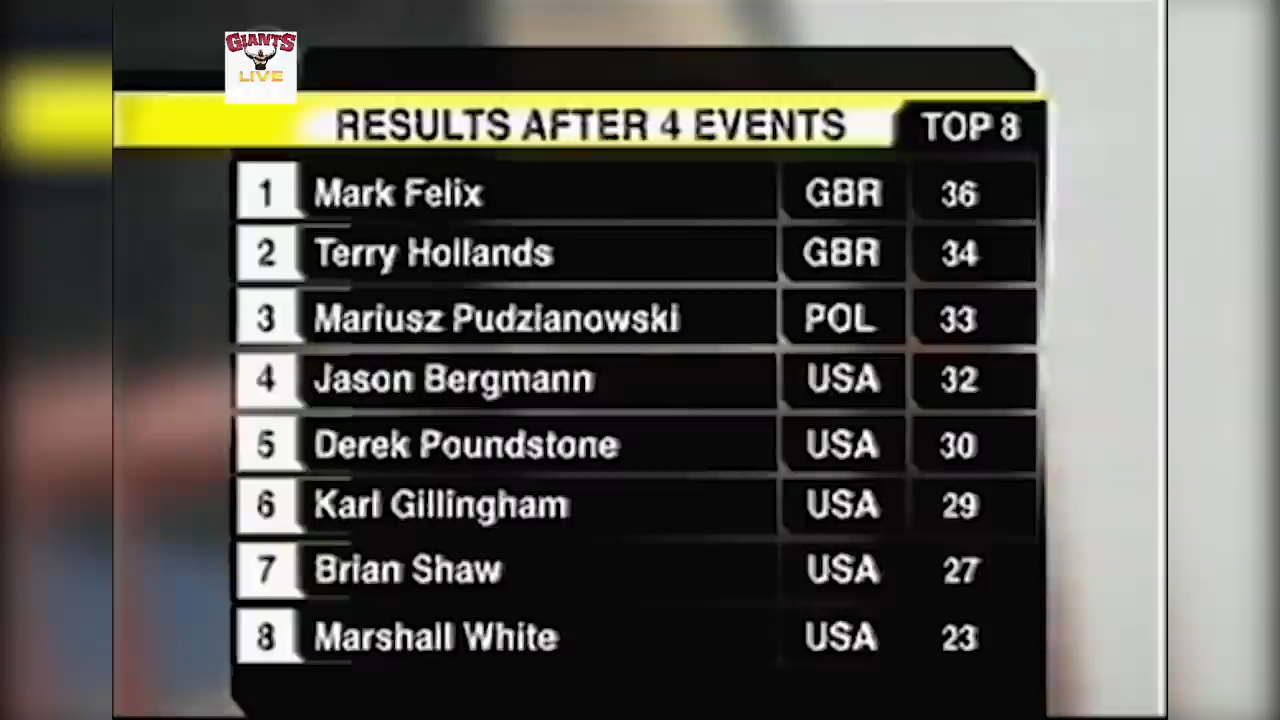 GIANTS
LIVE
RESULTS AFTER 4 EVENTS TOP 8
1 Mark Felix GBR 36
2 Terry Hollands GBR 34
3 Mariusz Pudzianowski POL 33
4 Jason Bergmann USA 32
5 Derek Poundstone USA 30
6 Karl Gillingham USA 29
7 Brian Shaw USA 27
8 Marshall White USA 23